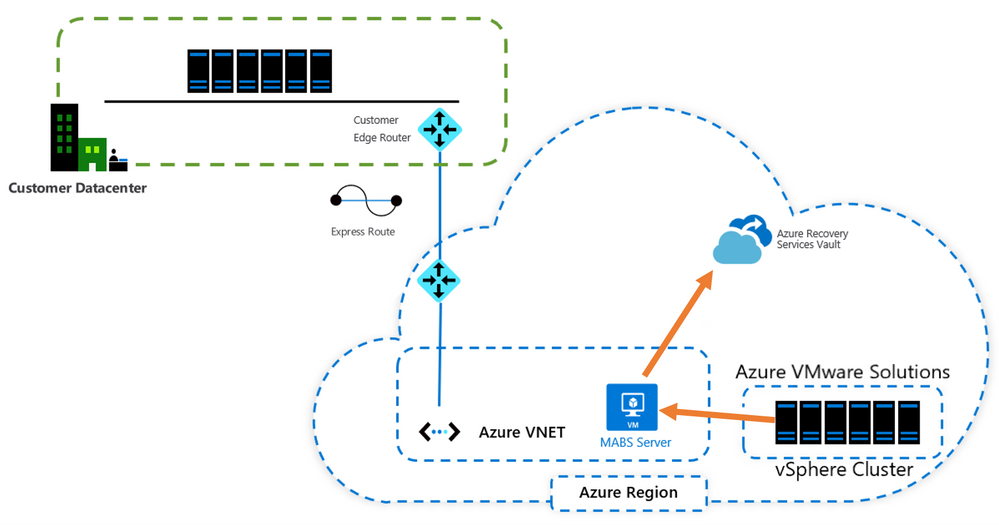 Customer
Edge Router
Customer Datacenter
Express Route
Azure Recovery
Services Vault
Azure VMware Solutions
Azure VNET
VM
MABS Server
vSphere Cluster
Azure Region